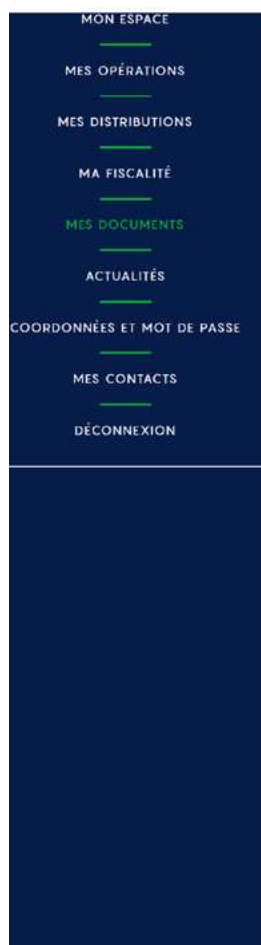 MON ESPACE
MES OPÉRATIONS
MES DISTRIBUTIONS
MA FISCALITÉ
MES DOCUMENTS
ACTUALITÉS
COORDONNÉES ET MOT DE PASSE
MES CONTACTS
DÉCONNEXION